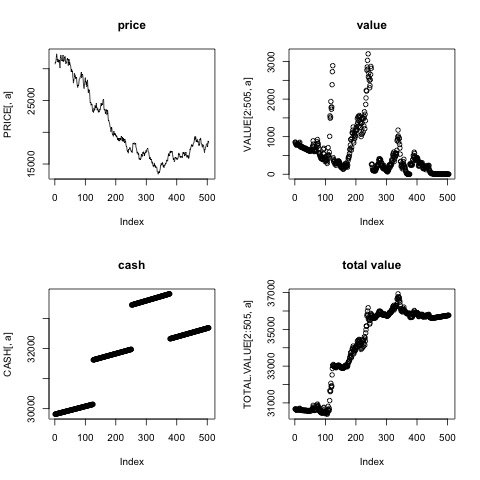 price
PRICE[, a]
25000
15000
0 100 200 300 400 500
Index
value
VALUE[2:505, a]
3000
2000
1000
0
0 100 200 300 400 500
Index
cash
CASH[, a]
32000
30000
0 100 200 300 400 500
Index
total value
TOTAL.VALUE[2:505, a]
37000
35000
33000
31000
0 100 200 300 400 500
Index